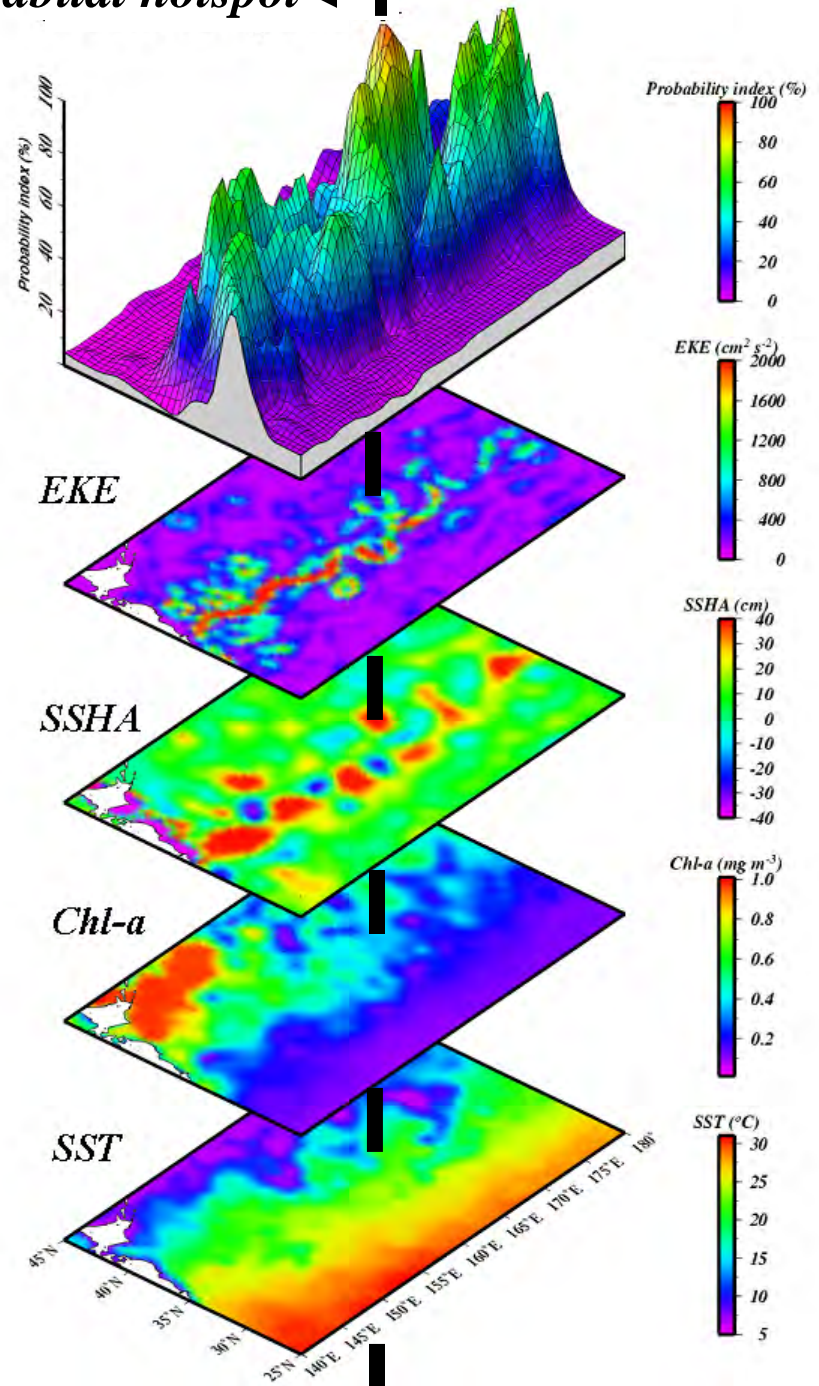 hotspot
Probability index (%)
100
80
60
40
20
Probability index (%)
100
80
60
40
20
0
EKE
EKE (cm² s⁻²)
2000
1600
1200
800
400
0
SSHA
SSHA (cm)
40
30
20
10
0
-10
-20
-30
-40
Chl-a
Chl-a (mg m⁻³)
1.0
0.8
0.6
0.4
0.2
SST
SST (°C)
30
25
20
15
10
5
45°N
40°N
35°N
30°N
25°N
140°E
145°E
150°E
155°E
160°E
165°E
170°E
175°E
180°